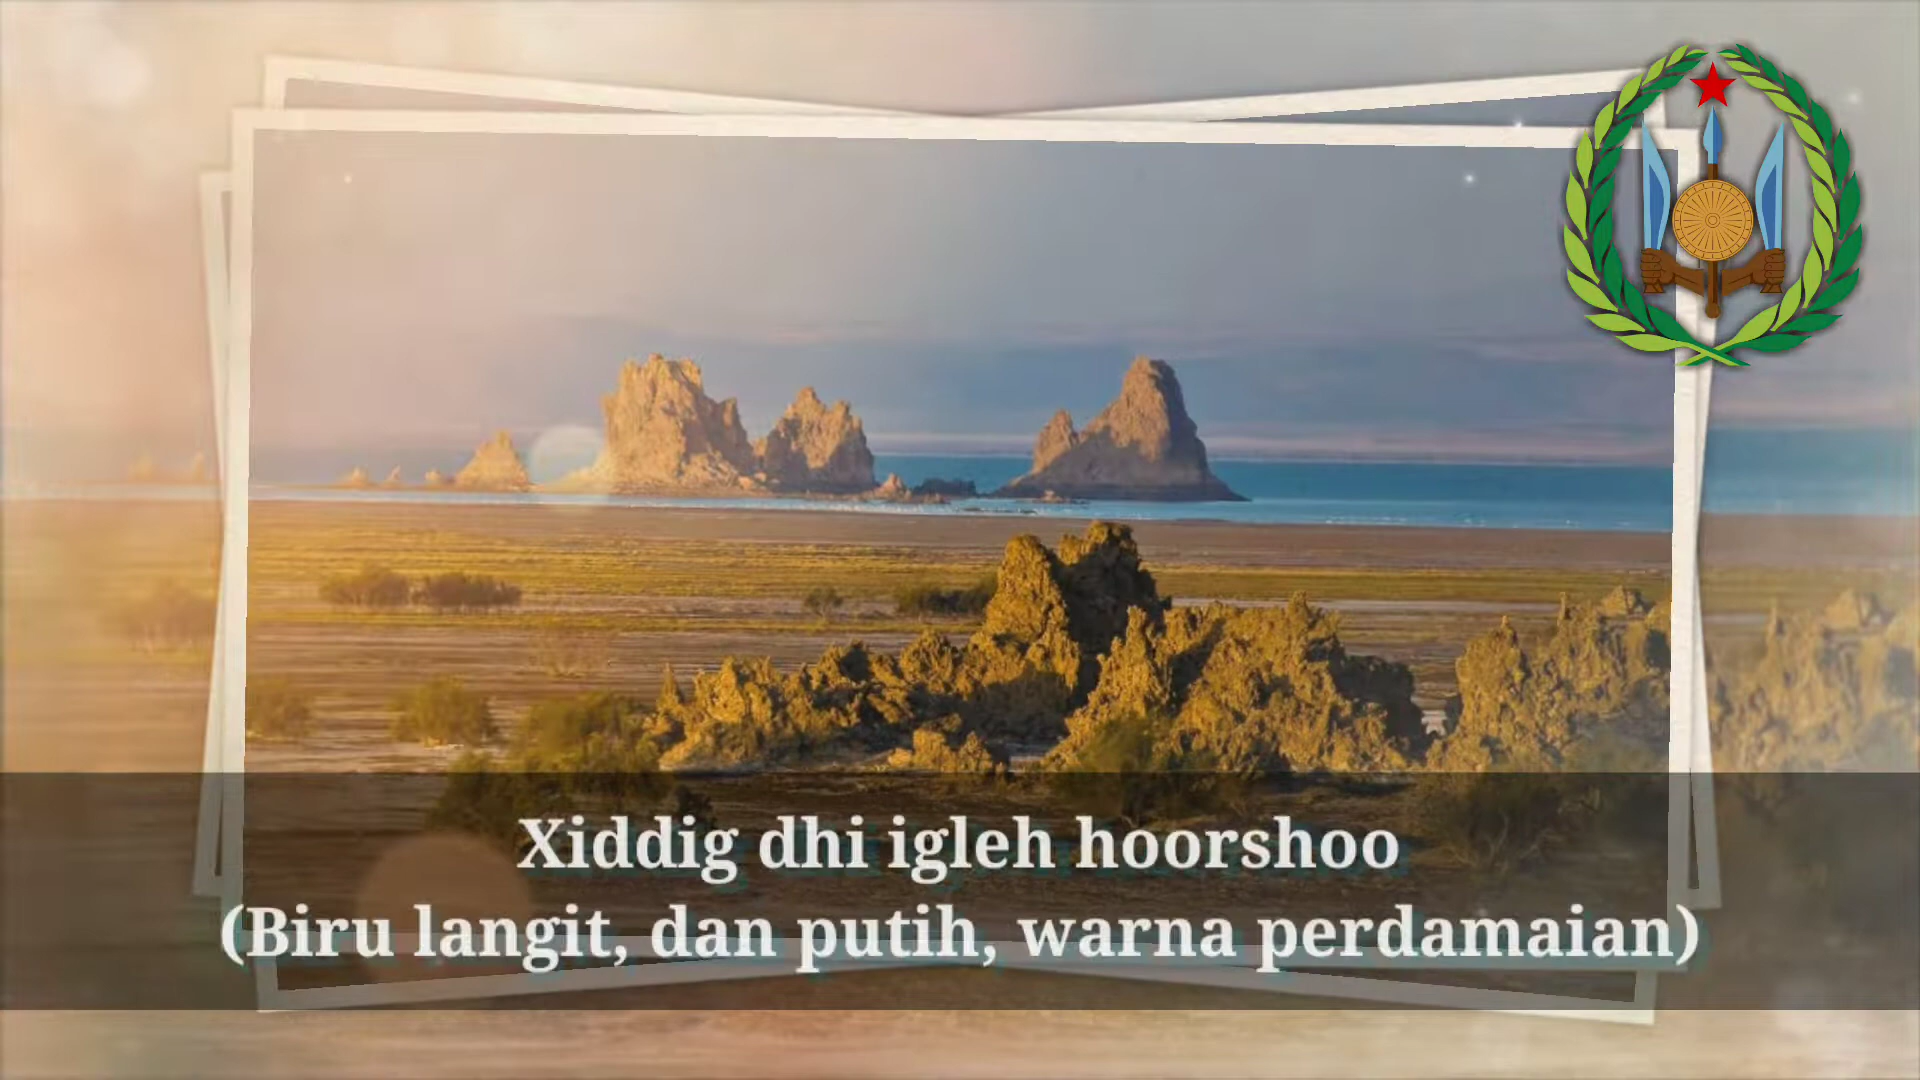 Xiddig dhi igleh hoorshoo
(Biru langit, dan putih, warna perdamaian)